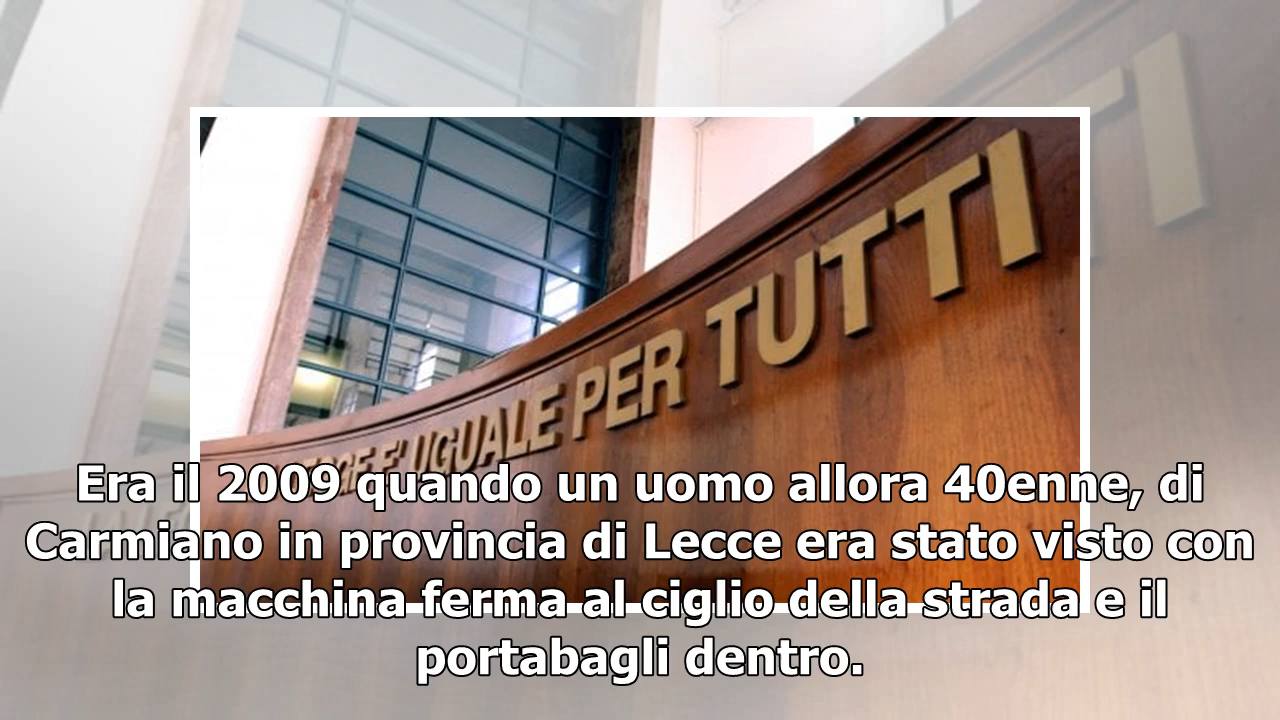 E' UGUALE PER TUTTI
Era il 2009 quando un uomo allora 40enne, di
Carmiano in provincia di Lecce era stato visto con
la macchina ferma al ciglio della strada e il
portabagli dentro.